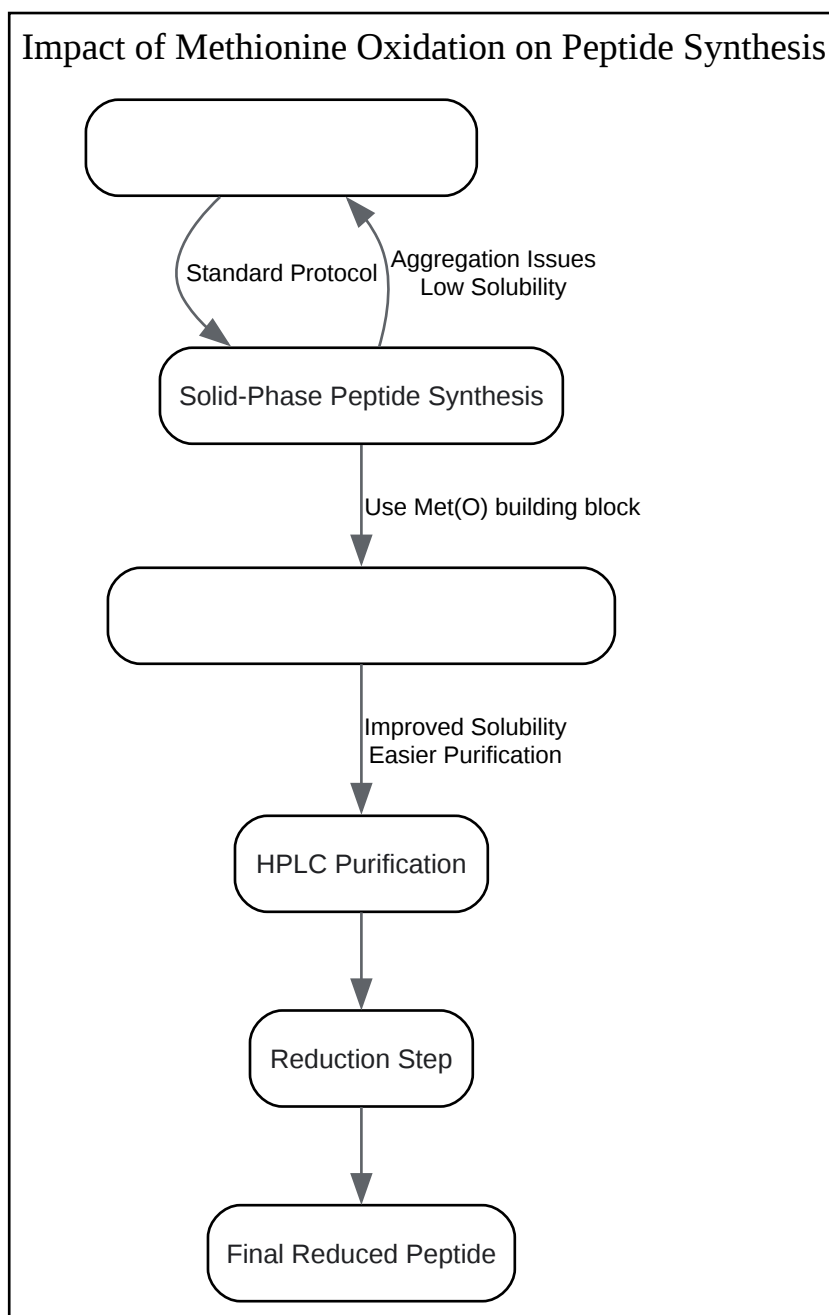 Impact of Methionine Oxidation on Peptide Synthesis
Standard Protocol
Aggregation Issues
Low Solubility
Solid-Phase Peptide Synthesis
Use Met(O) building block
Improved Solubility
Easier Purification
HPLC Purification
Reduction Step
Final Reduced Peptide